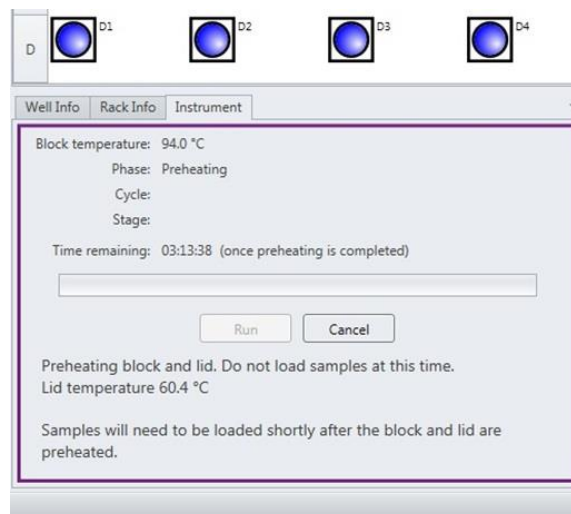 D1 D2 D3 D4
D
Well Info Rack Info Instrument
Block temperature: 94.0 °C
Phase: Preheating
Cycle:
Stage:
Time remaining: 03:13:38 (once preheating is completed)
Run Cancel
Preheating block and lid. Do not load samples at this time.
Lid temperature 60.4 °C
Samples will need to be loaded shortly after the block and lid are
preheated.